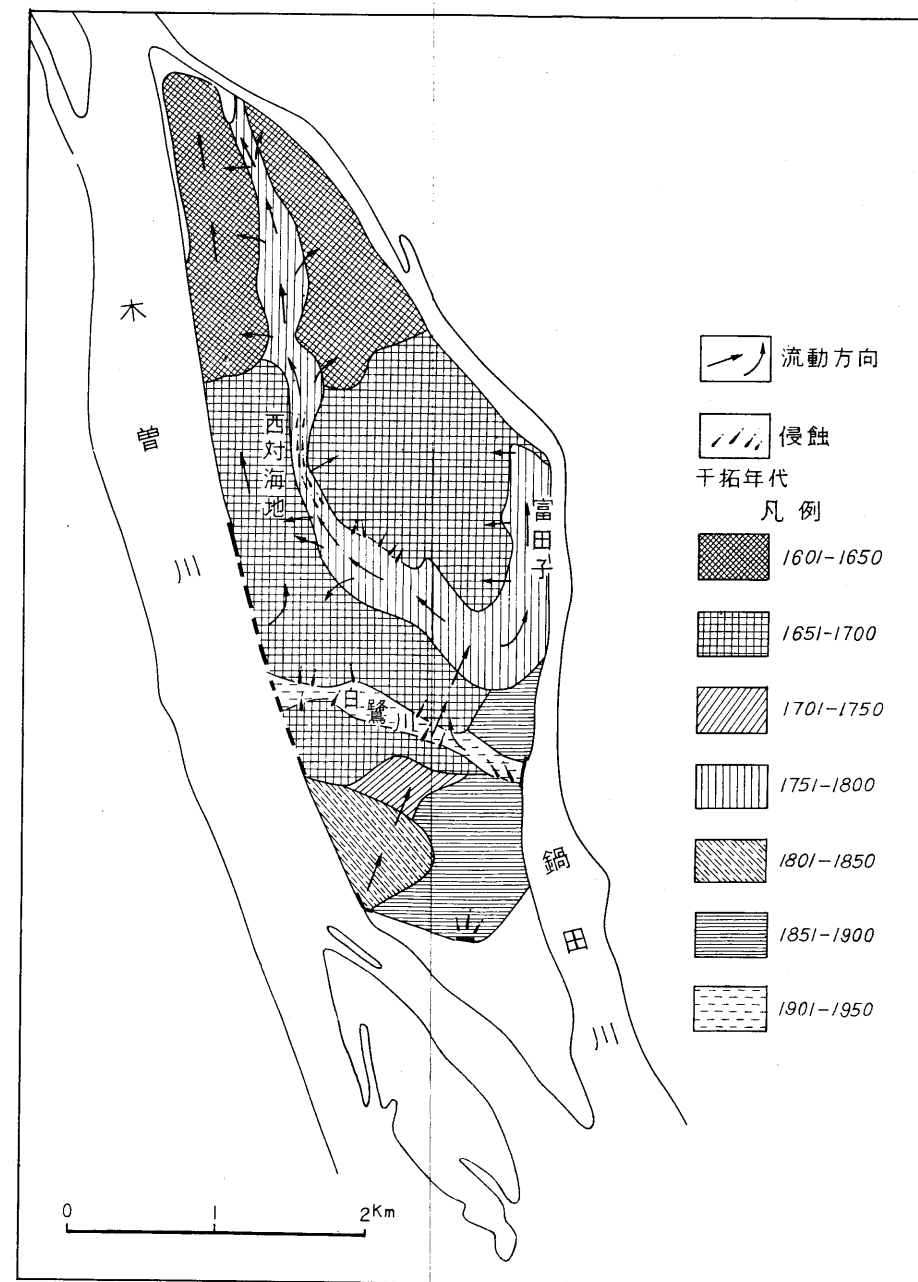 木曽川
西対海地
富田子
白鷺川
鍋田川
流動方向
侵蝕
干拓年代
凡例
1601-1650
1651-1700
1701-1750
1751-1800
1801-1850
1851-1900
1901-1950
0 1 2Km